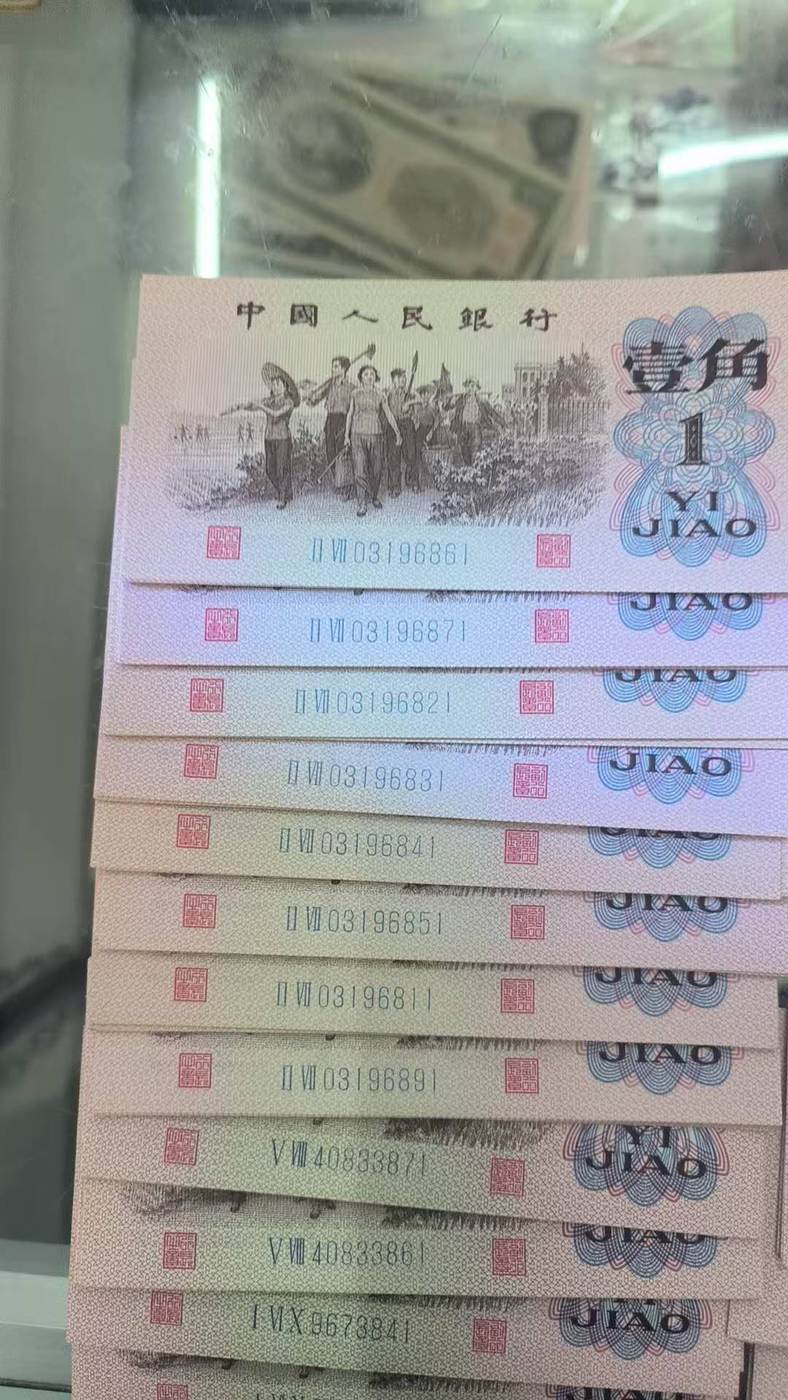 中國人民銀行
壹角
1
YI
JIAO
II VII 03196861
JIAO
II VII 03196871
JIAO
II VII 03196821
JIAO
II VII 03196831
JIAO
II VII 03196841
JIAO
II VII 03196851
JIAO
II VII 03196811
JIAO
II VII 03196891
YI
JIAO
V VIII 40833871
JIAO
V VIII 40833861
JIAO
I VI X 9673841
JIAO